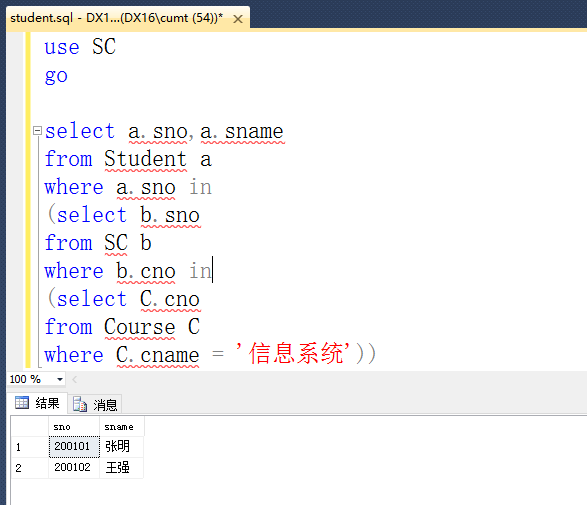 student.sql - DX1...(DX16\cumt (54))*
use SC
go
select a.sno,a.sname
from Student a
where a.sno in
(select b.sno
from SC b
where b.cno in
(select C.cno
from Course C
where C.cname = '信息系统'))
100 %
结果 消息
sno sname
1 200101 张明
2 200102 王强